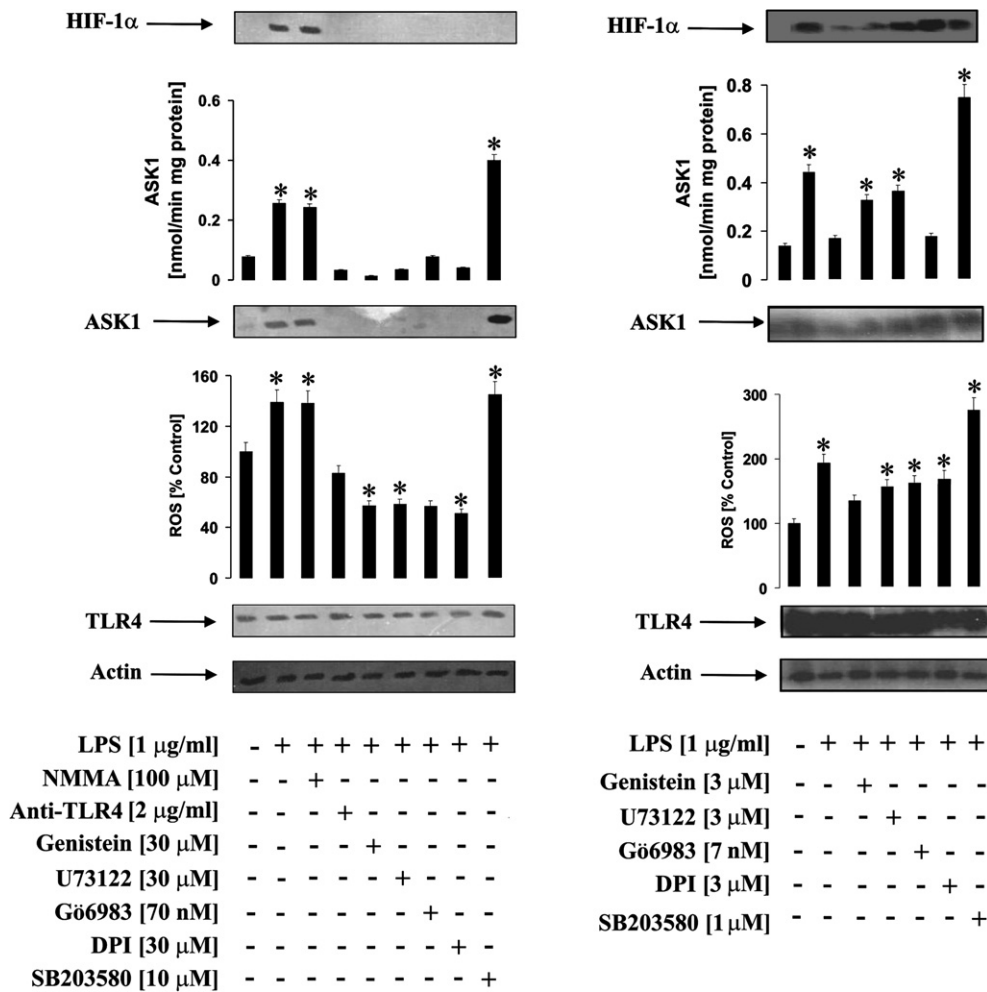 HIF-1α
ASK1
[nmol/min mg protein]
0.6
0.4
0.2
0
* * *
ASK1
ROS [% Control]
160
120
80
40
0
* * * * * *
TLR4
Actin
LPS [1 μg/ml] - + + + + + + + +
NMMA [100 μM] - - + - - - - - -
Anti-TLR4 [2 μg/ml] - - - + - - - - -
Genistein [30 μM] - - - - + - - - -
U73122 [30 μM] - - - - - + - - -
Gö6983 [70 nM] - - - - - - + - -
DPI [30 μM] - - - - - - - + -
SB203580 [10 μM] - - - - - - - - +
HIF-1α
ASK1
[nmol/min mg protein]
0.8
0.6
0.4
0.2
0
* * * *
ASK1
ROS [% Control]
300
200
100
0
* * * * *
TLR4
Actin
LPS [1 μg/ml] - + + + + + +
Genistein [3 μM] - - + - - - -
U73122 [3 μM] - - - + - - -
Gö6983 [7 nM] - - - - + - -
DPI [3 μM] - - - - - + -
SB203580 [1 μM] - - - - - - +